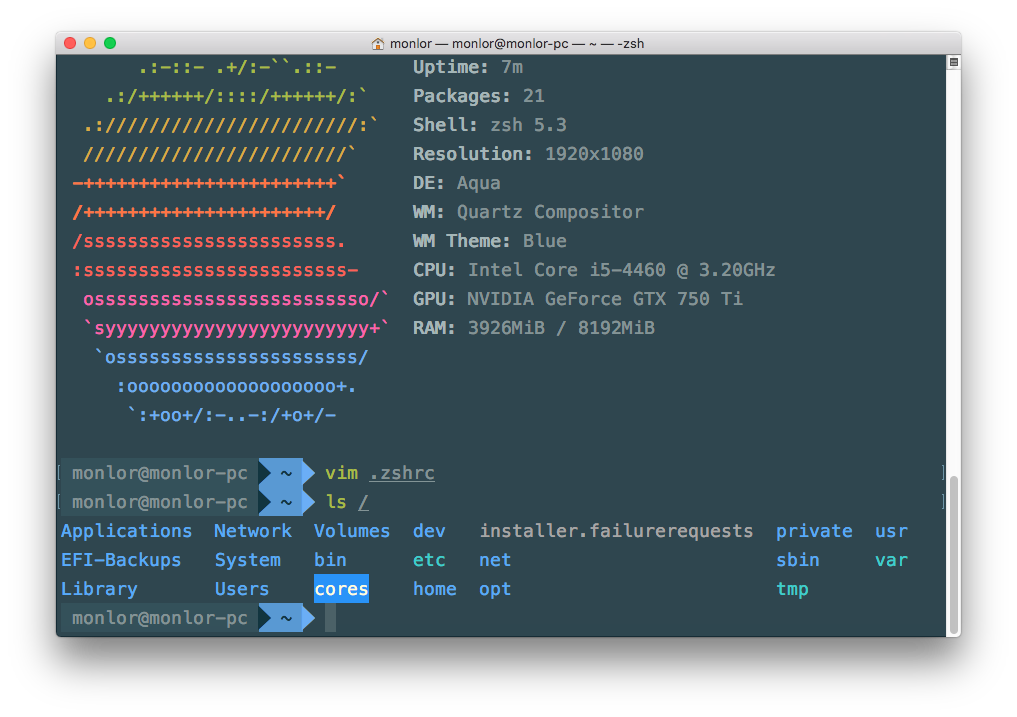 monlor — monlor@monlor-pc — ~ — -zsh
.:-::- .+/:-``.::- Uptime: 7m
.:/++++++/::::/++++++/:` Packages: 21
.:///////////////////////:` Shell: zsh 5.3
////////////////////////` Resolution: 1920x1080
-+++++++++++++++++++++++` DE: Aqua
/++++++++++++++++++++++/ WM: Quartz Compositor
/sssssssssssssssssssssss. WM Theme: Blue
:ssssssssssssssssssssssss- CPU: Intel Core i5-4460 @ 3.20GHz
osssssssssssssssssssssssso/` GPU: NVIDIA GeForce GTX 750 Ti
`syyyyyyyyyyyyyyyyyyyyyyyy+` RAM: 3926MiB / 8192MiB
`ossssssssssssssssssssss/
:ooooooooooooooooooo+.
`:+oo+/:-..-:/+o+/-
[ monlor@monlor-pc ~ vim .zshrc ]
[ monlor@monlor-pc ~ ls / ]
Applications Network Volumes dev installer.failurerequests private usr
EFI-Backups System bin etc net sbin var
Library Users cores home opt tmp
monlor@monlor-pc ~